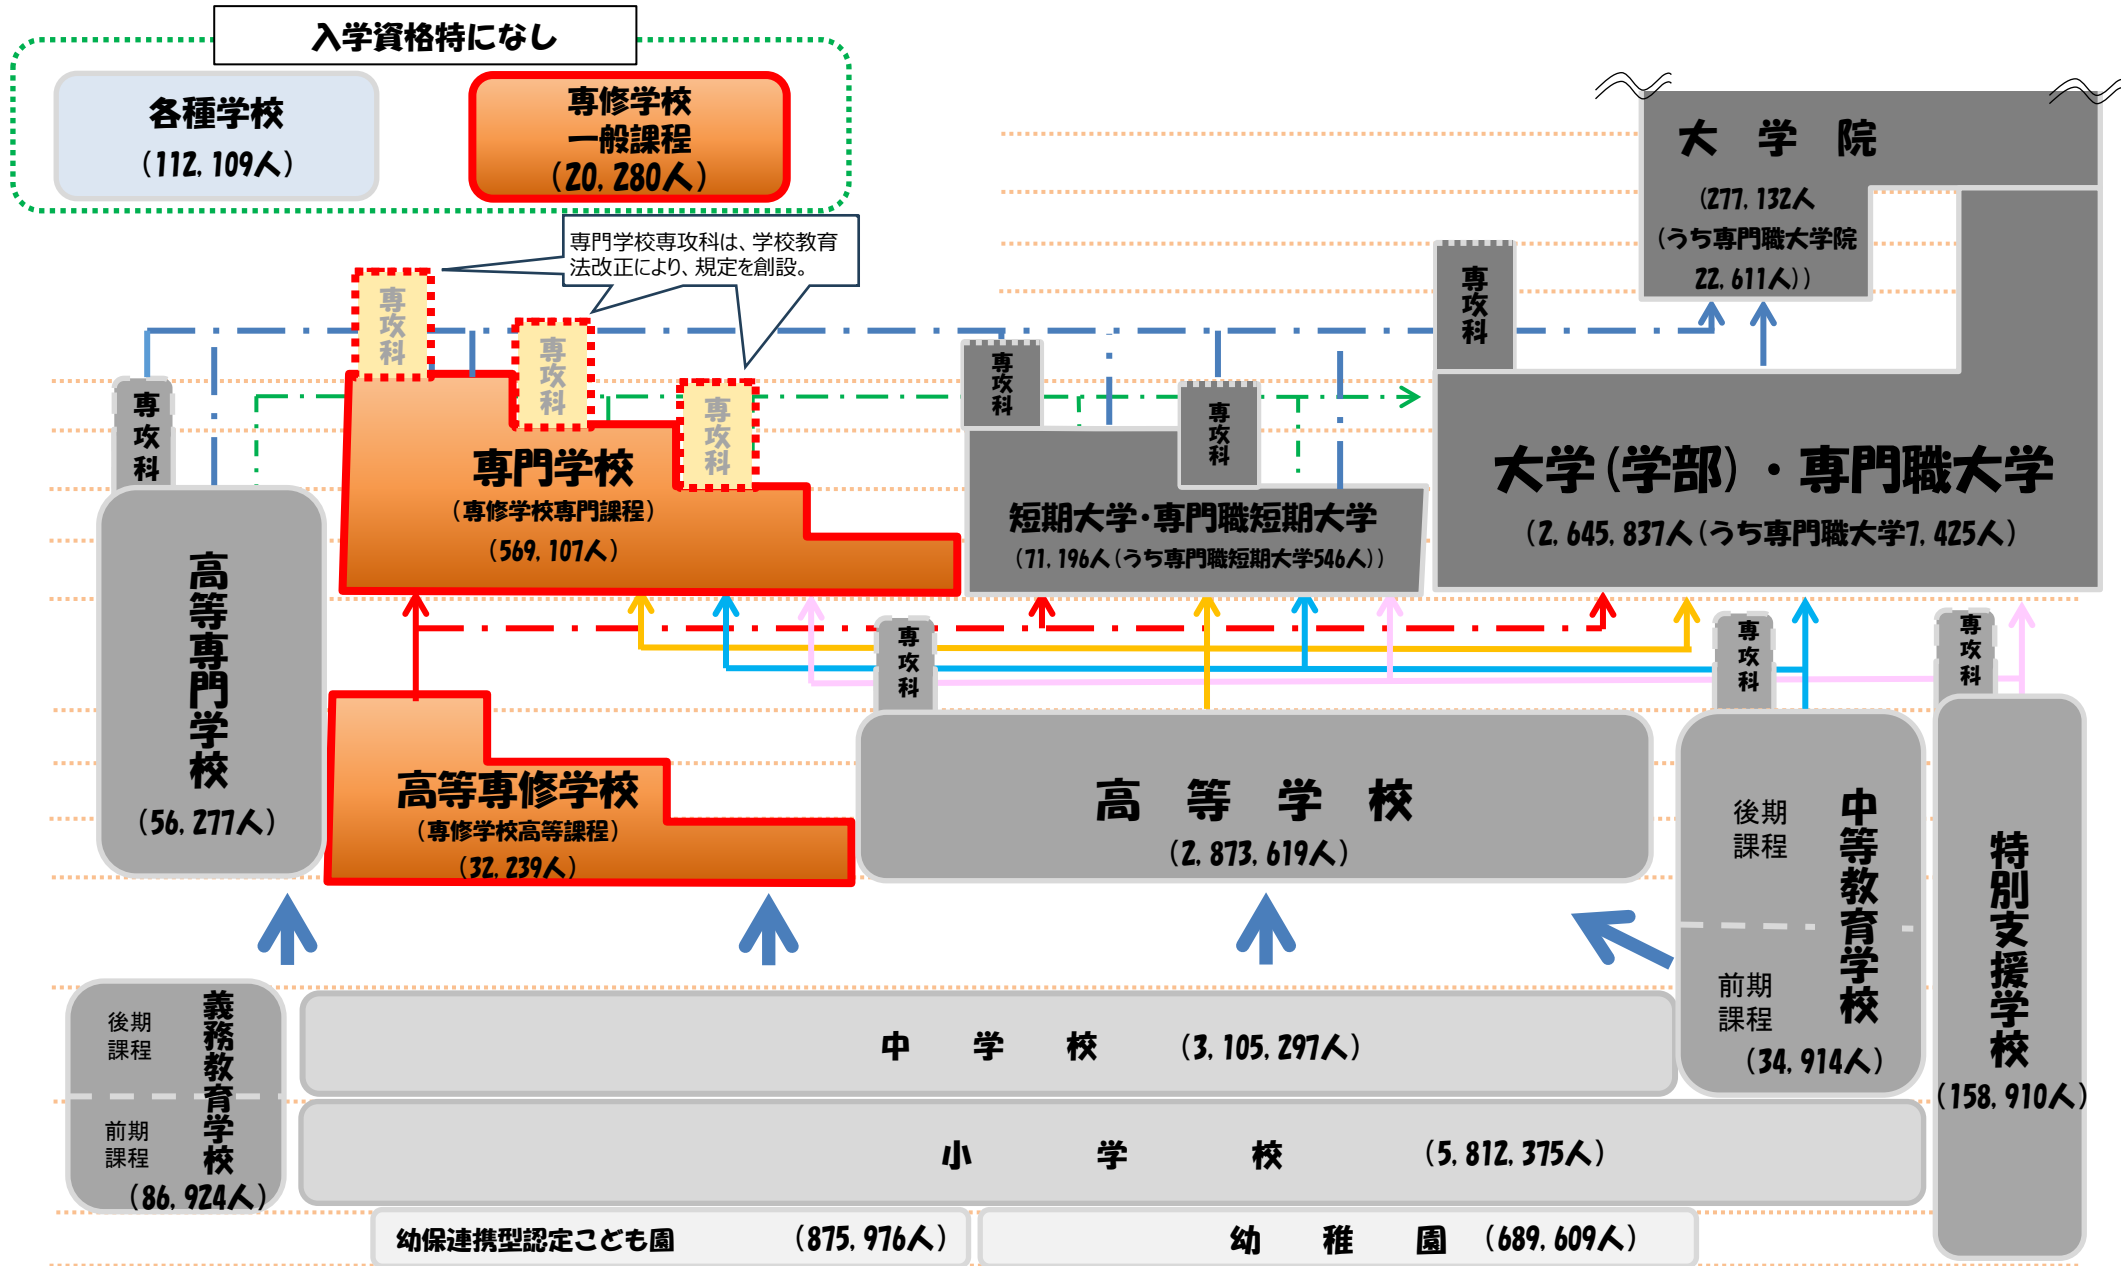 入学資格特になし
各種学校
(112,109人)
専修学校
一般課程
(20,280人)
専門学校専攻科は、学校教育
法改正により、規定を創設。
大学院
(277,132人
(うち専門職大学院
22,611人))
専攻科
専攻科
専攻科
専攻科
専攻科
専攻科
専攻科
専門学校
(専修学校専門課程)
(569,107人)
短期大学・専門職短期大学
(71,196人(うち専門職短期大学546人))
大学(学部)・専門職大学
(2,645,837人(うち専門職大学7,425人)
高等専門学校
(56,277人)
専攻科
専攻科
専攻科
高等専修学校
(専修学校高等課程)
(32,239人)
高等学校
(2,873,619人)
後期
課程
中等教育学校
前期
課程
(34,914人)
特別支援学校
(158,910人)
後期
課程
義務教育学校
前期
課程
(86,924人)
中学校 (3,105,297人)
小学校 (5,812,375人)
幼保連携型認定こども園 (875,976人)
幼稚園 (689,609人)